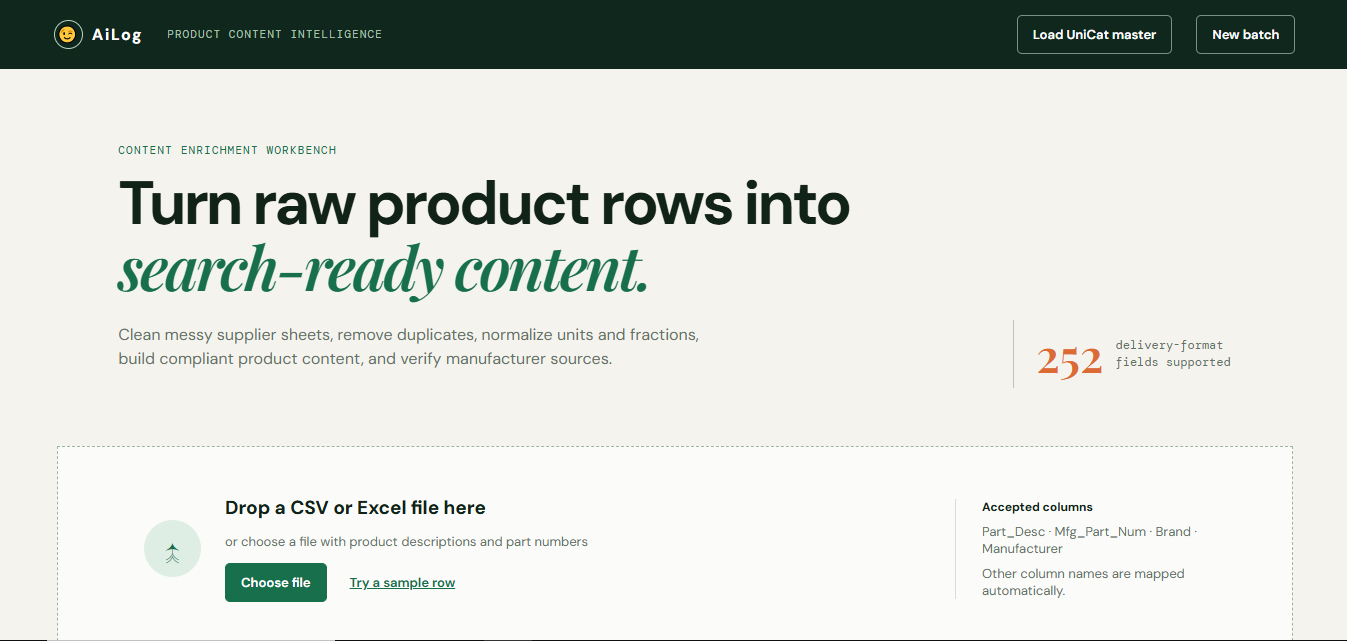 AiLog
PRODUCT CONTENT INTELLIGENCE
Load UniCat master
New batch
CONTENT ENRICHMENT WORKBENCH
Turn raw product rows into
search-ready content.
Clean messy supplier sheets, remove duplicates, normalize units and fractions,
build compliant product content, and verify manufacturer sources.
252
delivery-format
fields supported
Drop a CSV or Excel file here
or choose a file with product descriptions and part numbers
Choose file
Try a sample row
Accepted columns
Part_Desc · Mfg_Part_Num · Brand ·
Manufacturer
Other column names are mapped
automatically.